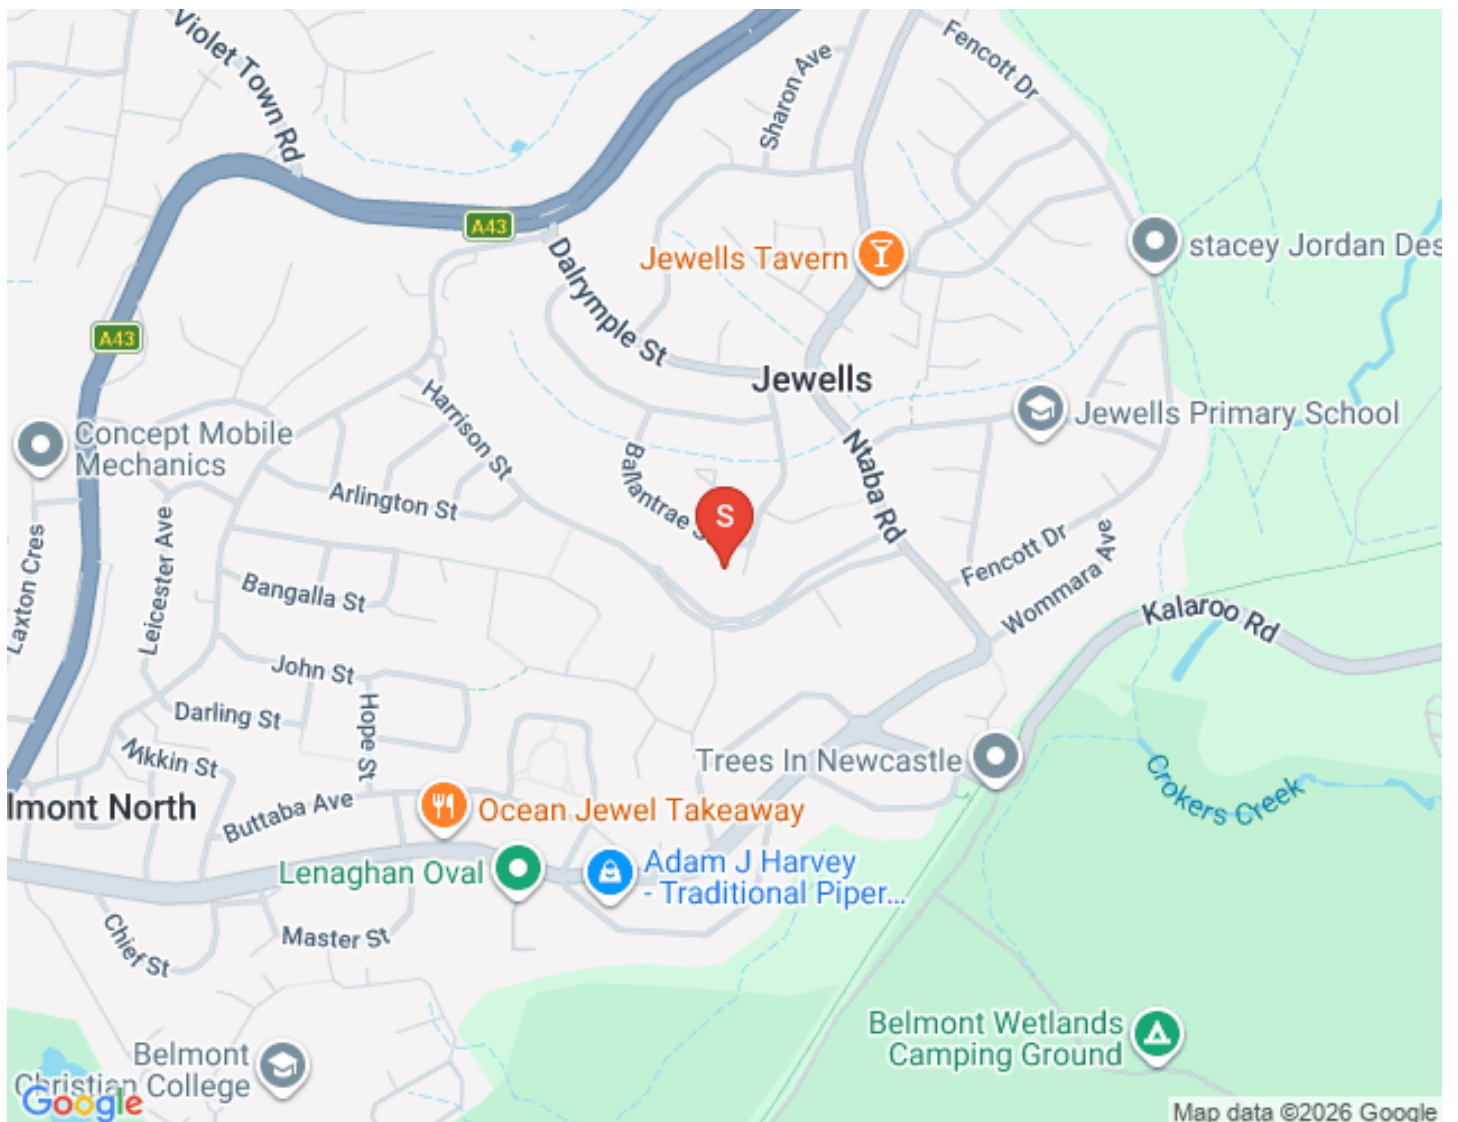 Violet Town Rd
Sharon Ave
Fencott Dr
A43
Jewells Tavern
stacey Jordan Des
Dalrymple St
A43
Jewells
Harrison St
Jewells Primary School
Concept Mobile
Mechanics
Ballantrae S
Ntaba Rd
Arlington St
S
Laxton Cres
Leicester Ave
Fencott Dr
Wommara Ave
Bangalla St
Kalaroo Rd
John St
Darling St
Hope St
Trees In Newcastle
Crokers Creek
lmont North
Buttaba Ave
Ocean Jewel Takeaway
Lenaghan Oval
Adam J Harvey
- Traditional Piper...
Chief St
Master St
Belmont Wetlands
Camping Ground
Belmont
Christian College
Google
Map data ©2026 Google